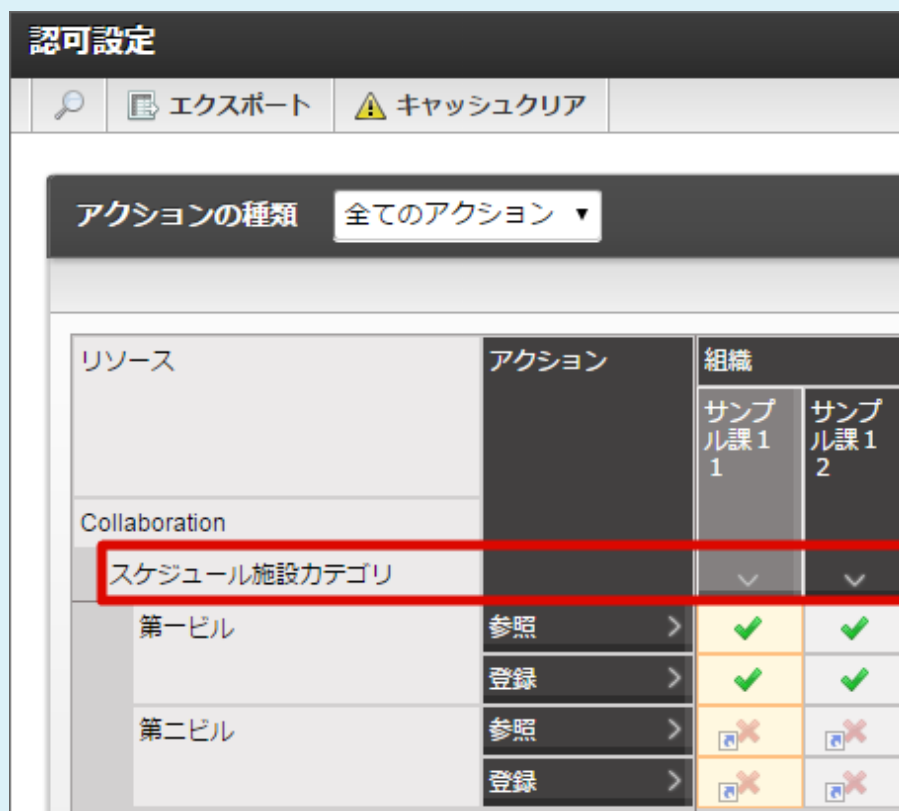 認可設定
エクスポート キャッシュクリア
アクションの種類 全てのアクション
リソース アクション 組織
サンプ
ル課1
1
サンプ
ル課1
2
Collaboration
スケジュール施設カテゴリ
第一ビル 参照
登録
第二ビル 参照
登録